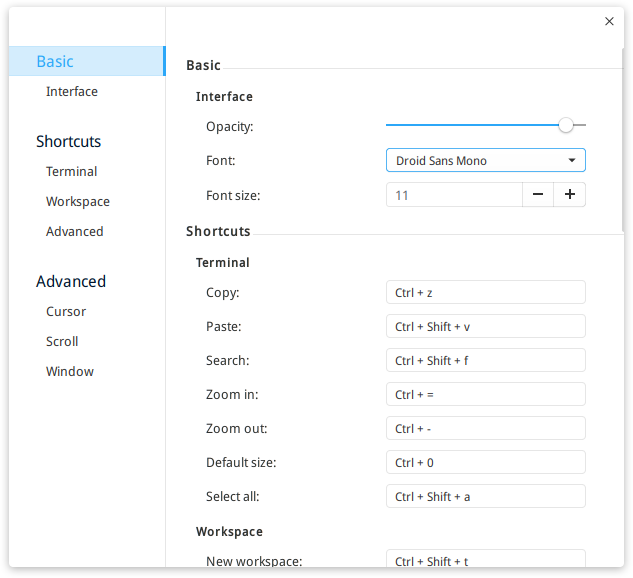 Basic
Interface
Shortcuts
Terminal
Workspace
Advanced
Advanced
Cursor
Scroll
Window
Basic
Interface
Opacity:
Font: Droid Sans Mono
Font size: 11
Shortcuts
Terminal
Copy: Ctrl + z
Paste: Ctrl + Shift + v
Search: Ctrl + Shift + f
Zoom in: Ctrl + =
Zoom out: Ctrl + -
Default size: Ctrl + 0
Select all: Ctrl + Shift + a
Workspace
New workspace: Ctrl + Shift + t